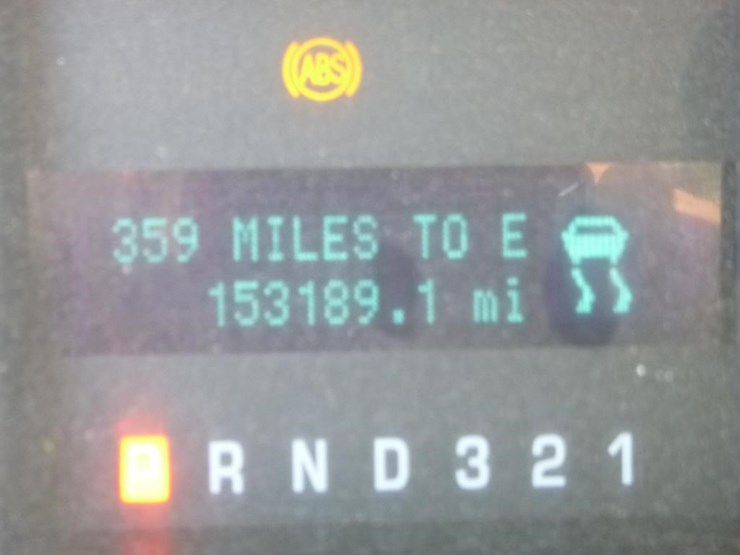 ABS
359 MILES TO E
153189.1 mi
P R N D 3 2 1